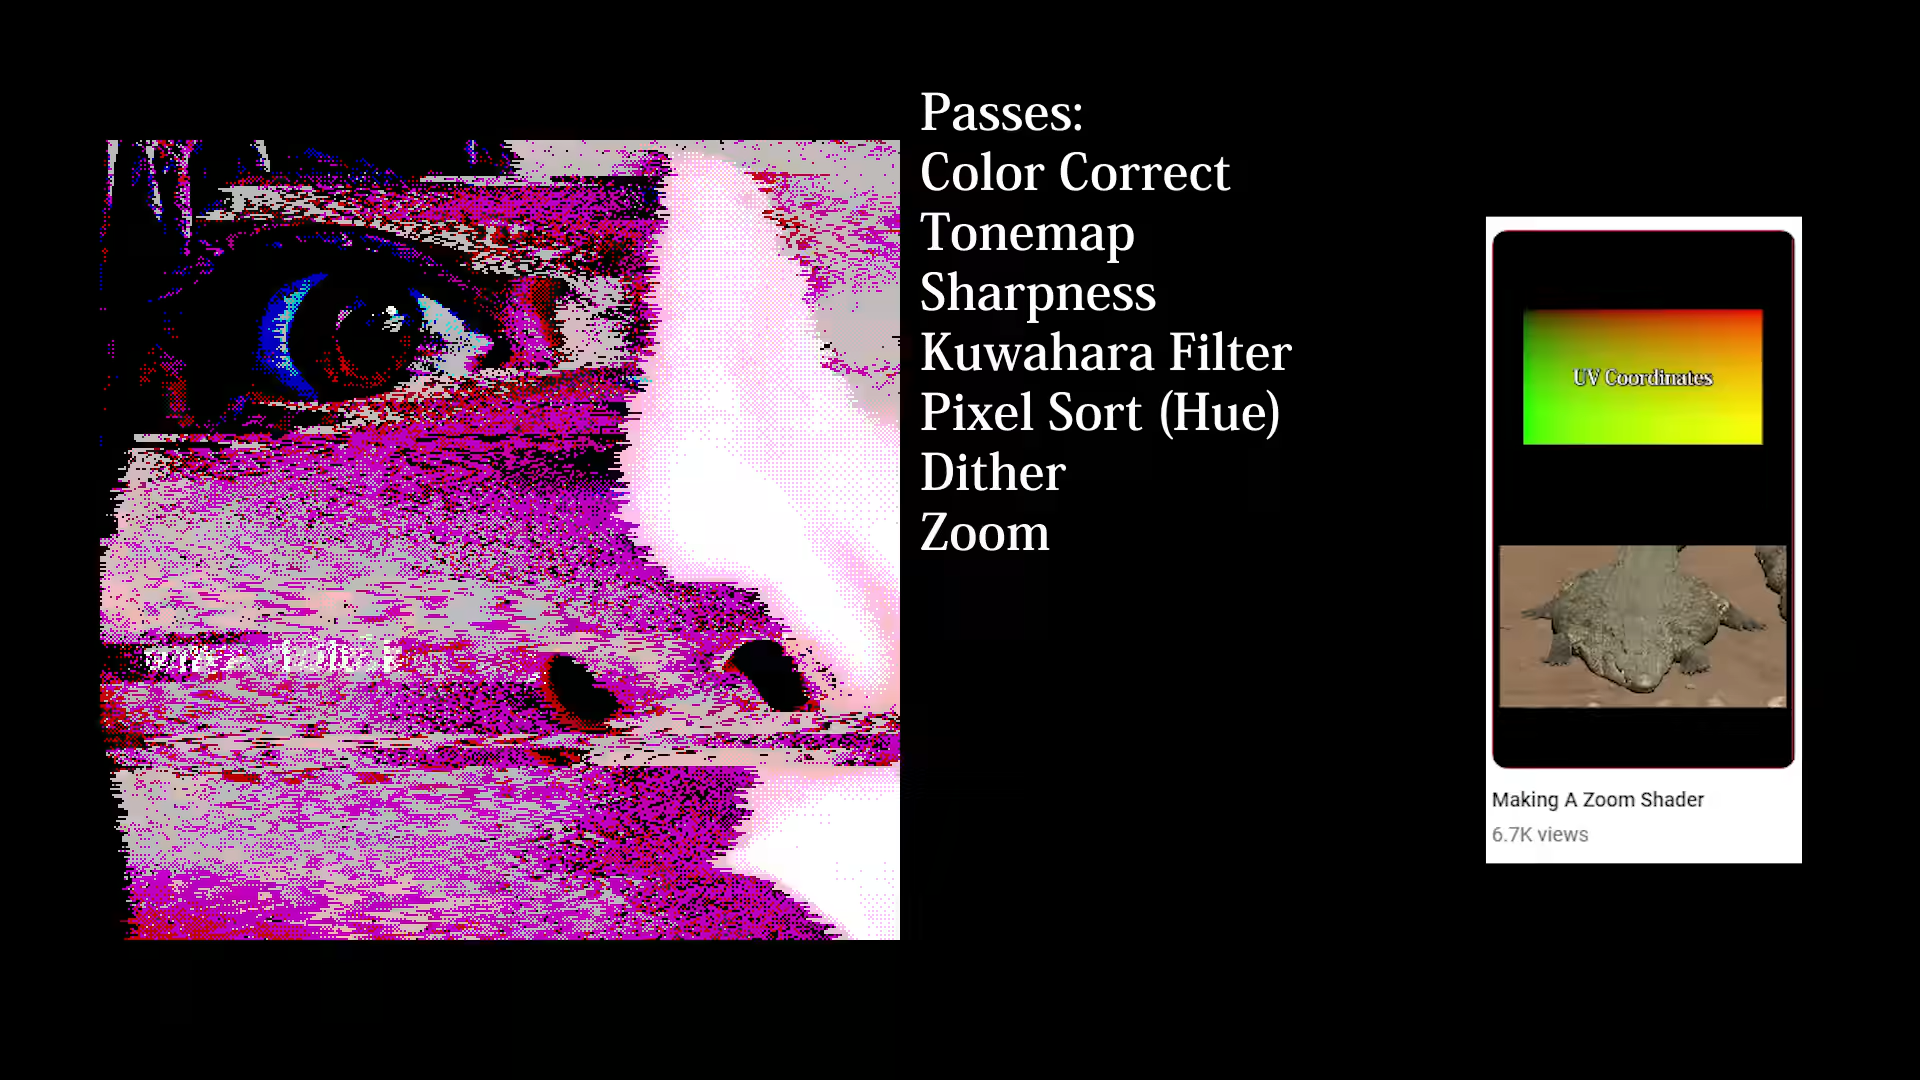 Passes:
Color Correct
Tonemap
Sharpness
Kuwahara Filter
Pixel Sort (Hue)
Dither
Zoom
UV Coordinates
Making A Zoom Shader
6.7K views